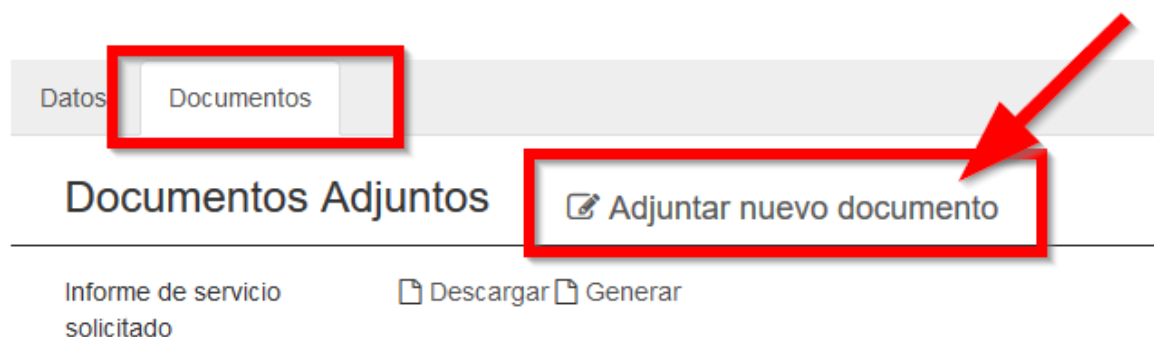 Datos Documentos
Documentos Adjuntos Adjuntar nuevo documento
Informe de servicio Descargar Generar
solicitado